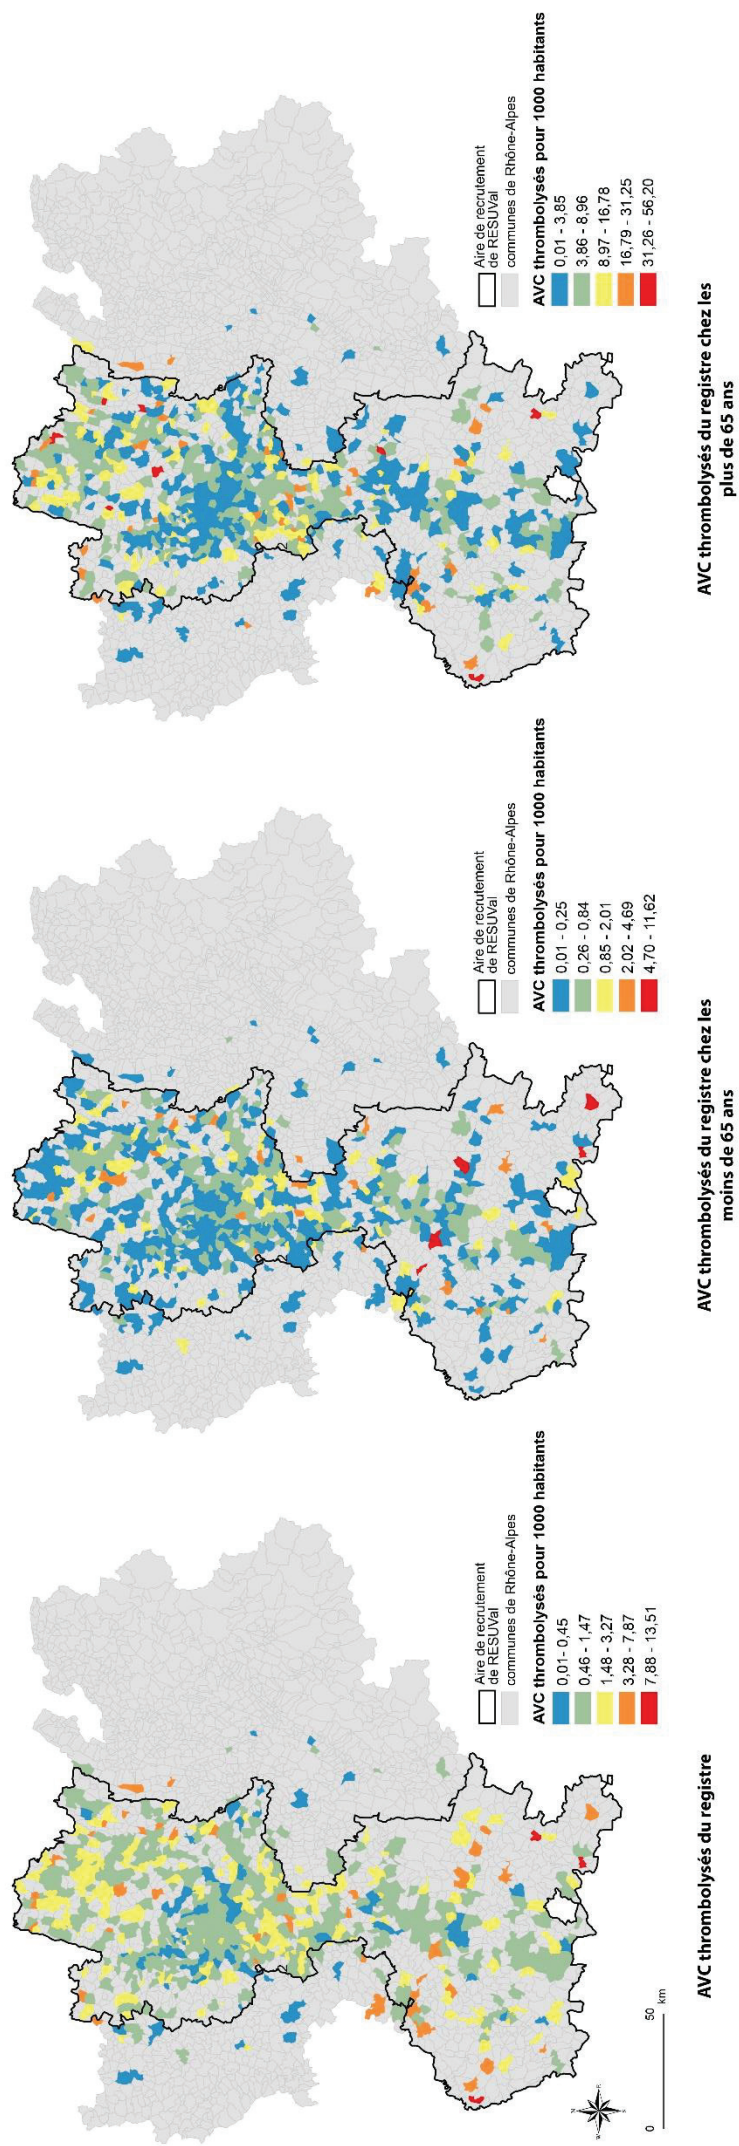 AVC thrombolysés du registre
0
50
km
N
S
Aire de recrutement
de RESUVal
communes de Rhône-Alpes
AVC thrombolysés pour 1000 habitants
0,01- 0,45
0,46 - 1,47
1,48 - 3,27
3,28 - 7,87
7,88 - 13,51
AVC thrombolysés du registre chez les
moins de 65 ans
Aire de recrutement
de RESUVal
communes de Rhône-Alpes
AVC thrombolysés pour 1000 habitants
0,01 - 0,25
0,26 - 0,84
0,85 - 2,01
2,02 - 4,69
4,70 - 11,62
AVC thrombolysés du registre chez les
plus de 65 ans
Aire de recrutement
de RESUVal
communes de Rhône-Alpes
AVC thrombolysés pour 1000 habitants
0,01 - 3,85
3,86 - 8,96
8,97 - 16,78
16,79 - 31,25
31,26 - 56,20